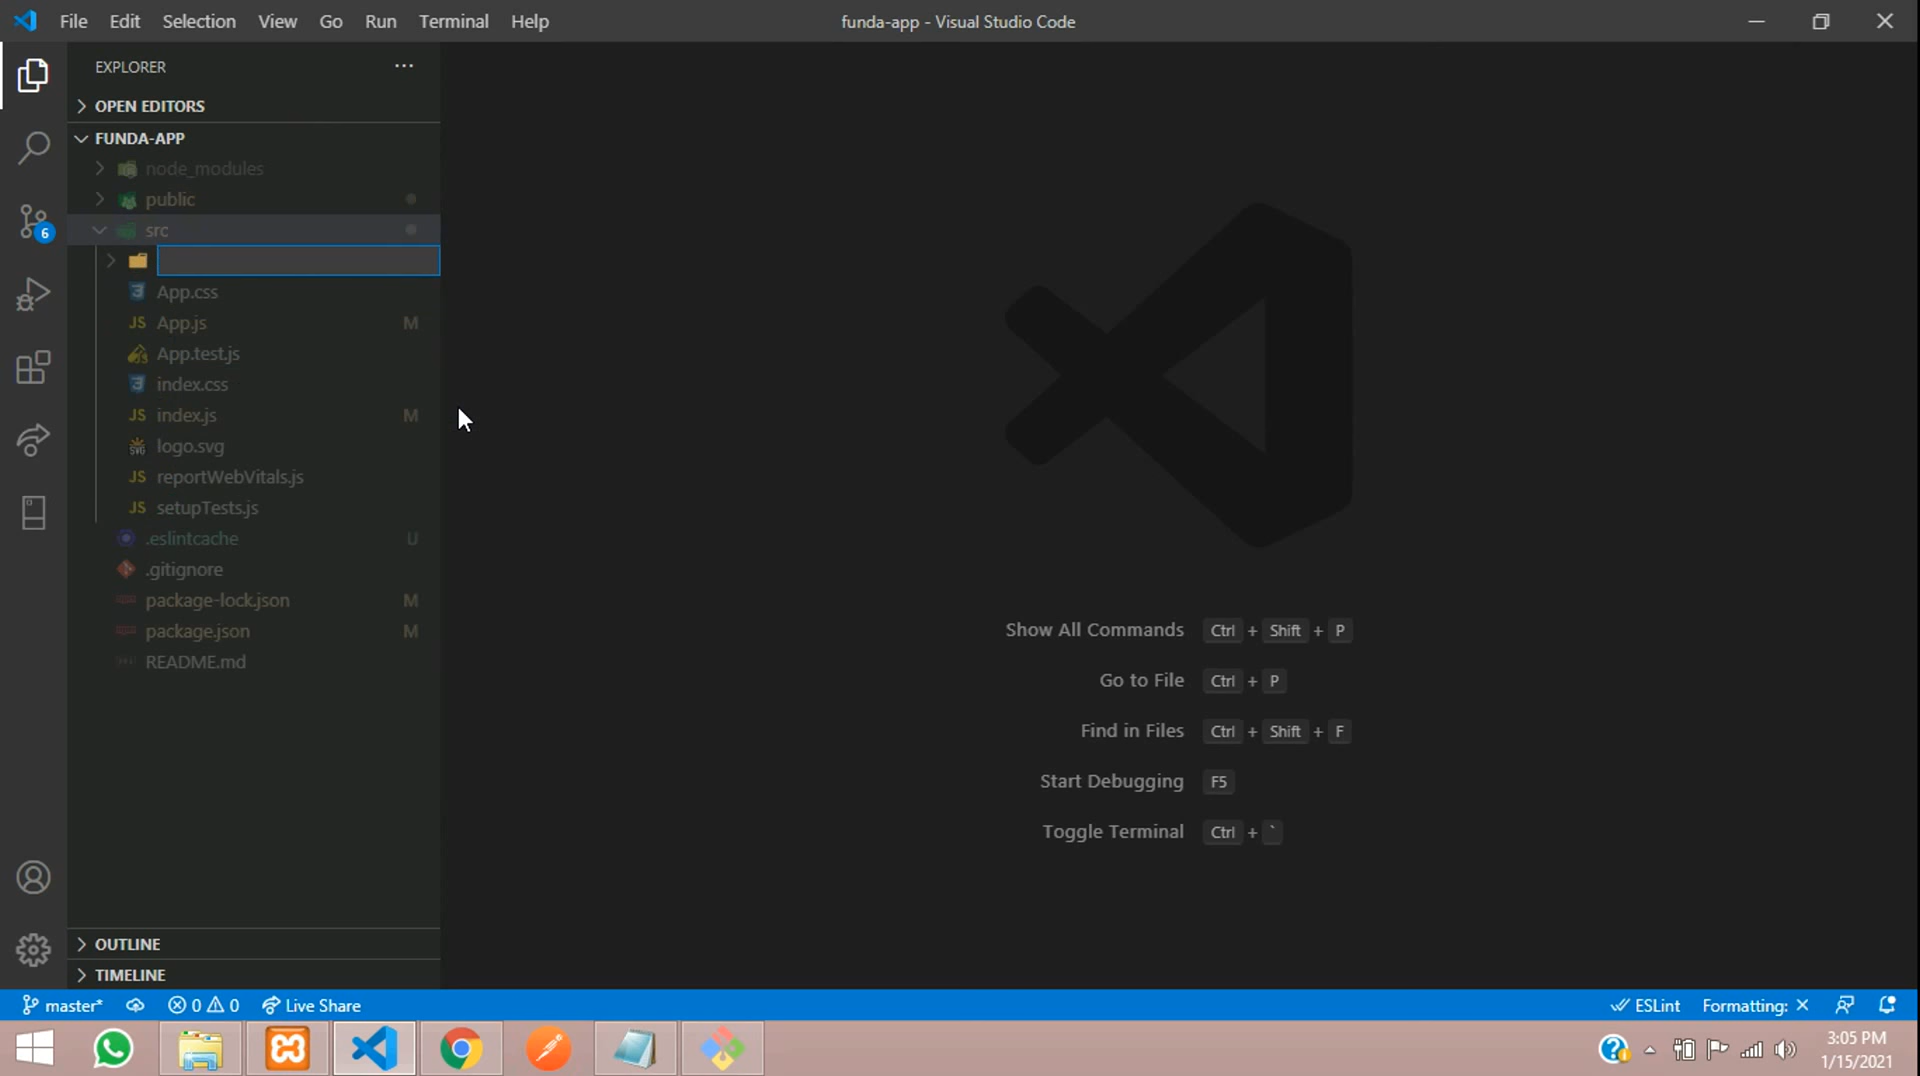 File Edit Selection View Go Run Terminal Help
funda-app - Visual Studio Code
EXPLORER
OPEN EDITORS
FUNDA-APP
node_modules
public
src
App.css
App.js M
App.test.js
index.css
index.js M
logo.svg
reportWebVitals.js
setupTests.js
.eslintcache U
.gitignore
package-lock.json M
package.json M
README.md
6
Show All Commands Ctrl + Shift + P
Go to File Ctrl + P
Find in Files Ctrl + Shift + F
Start Debugging F5
Toggle Terminal Ctrl + `
OUTLINE
TIMELINE
master* 0 0 Live Share
ESLint Formatting: ×
3:05 PM
1/15/2021